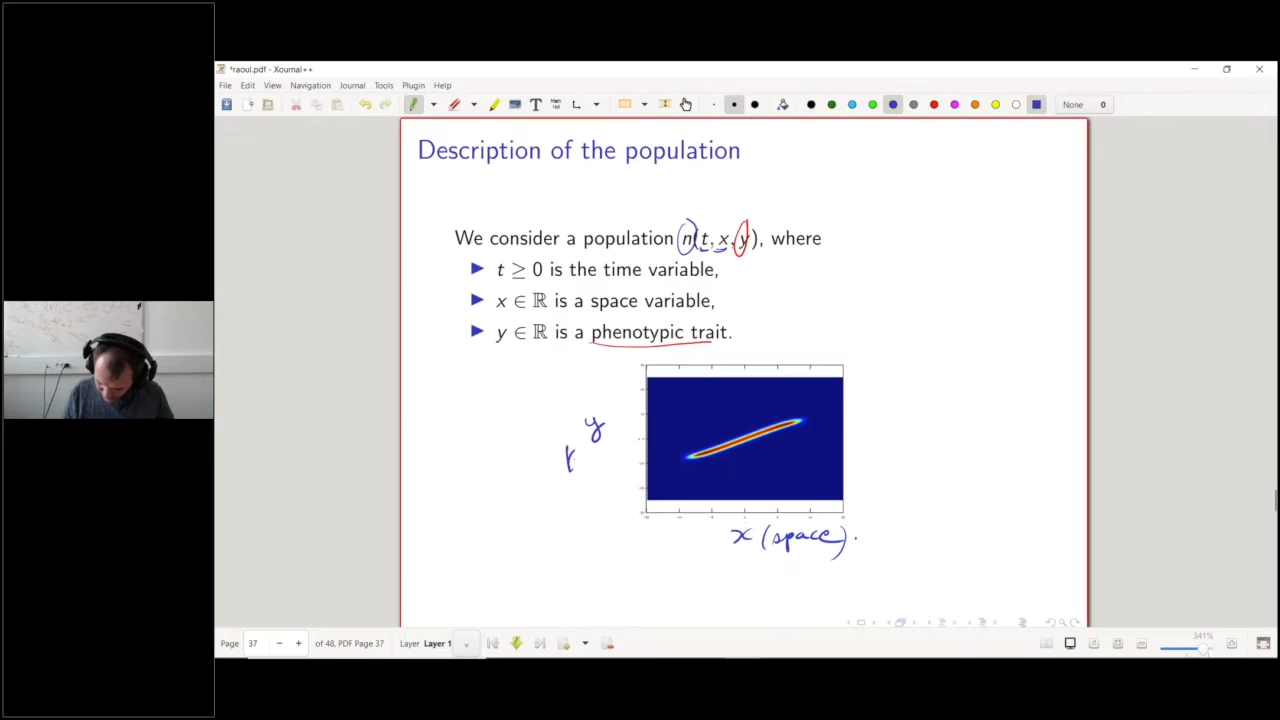 *raoul.pdf - Xournal++
File Edit View Navigation Journal Tools Plugin Help
None 0
Description of the population
We consider a population n(t, x, y), where
▶ t ≥ 0 is the time variable,
▶ x ∈ ℝ is a space variable,
▶ y ∈ ℝ is a phenotypic trait.
y
x (space).
Page 37 − + of 48, PDF Page 37 Layer Layer 1
341%